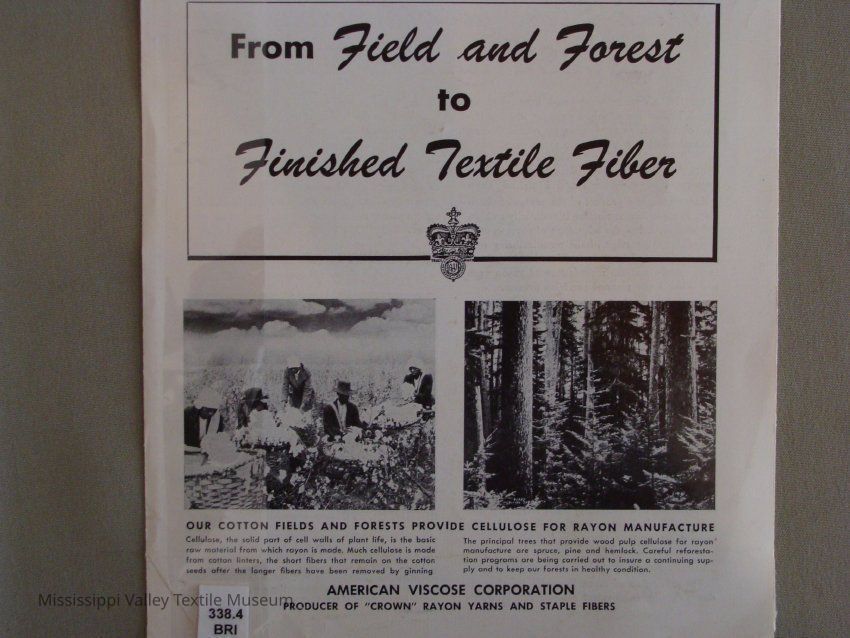 From Field and Forest
to
Finished Textile Fiber
OUR COTTON FIELDS AND FORESTS PROVIDE CELLULOSE FOR RAYON MANUFACTURE
Cellulose, the solid part of cell walls of plant life, is the basic
raw material from which rayon is made. Much cellulose is made
from cotton linters, the short fibers that remain on the cotton
seeds after the longer fibers have been removed by ginning
The principal trees that provide wood pulp cellulose for rayon
manufacture are spruce, pine and hemlock. Careful reforesta-
tion programs are being carried out to insure a continuing sup-
ply and to keep our forests in healthy condition.
AMERICAN VISCOSE CORPORATION
PRODUCER OF "CROWN" RAYON YARNS AND STAPLE FIBERS
Mississippi Valley Textile Museum
338.4
BRI